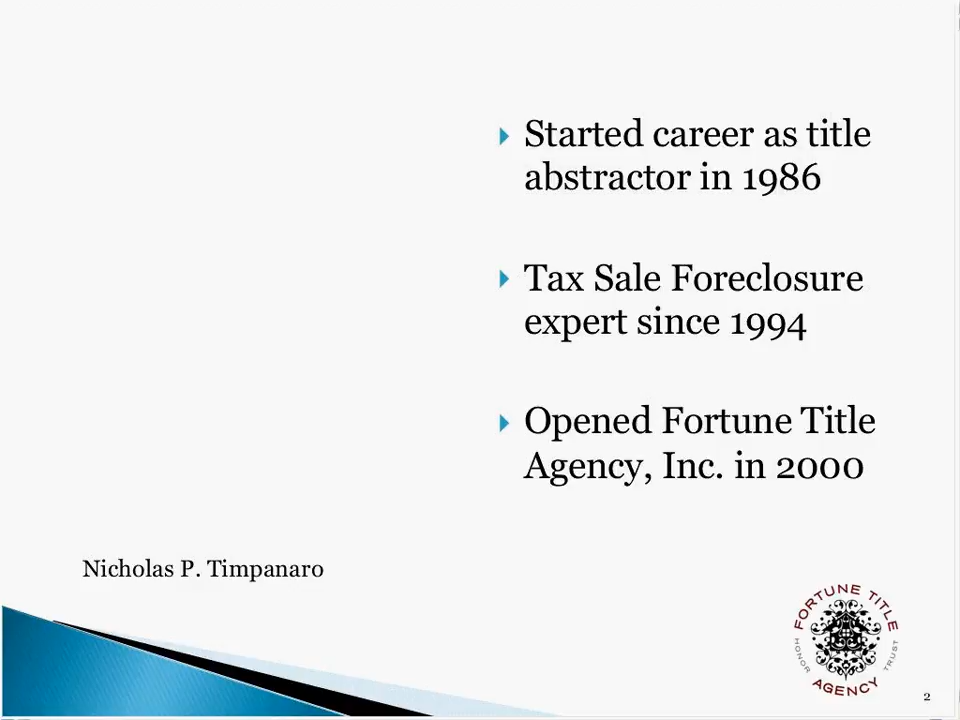 Started career as title
abstractor in 1986
Tax Sale Foreclosure
expert since 1994
Opened Fortune Title
Agency, Inc. in 2000
Nicholas P. Timpanaro
FORTUNE TITLE
HONOR
TRUST
AGENCY
2